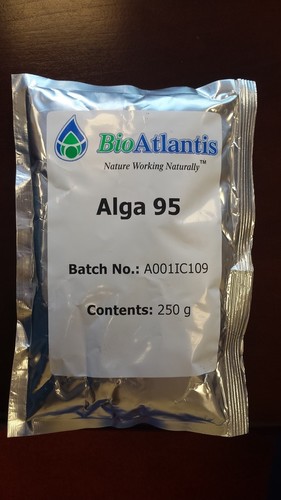 BioAtlantis
Nature Working Naturally™
Alga 95
Batch No.: A001IC109
Contents: 250 g